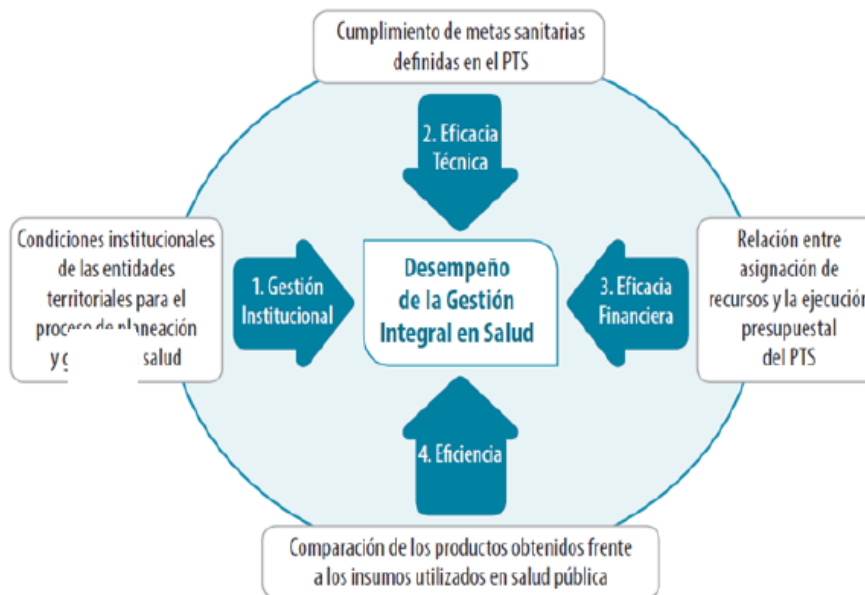 Cumplimiento de metas sanitarias
definidas en el PTS
2. Eficacia
Técnica
Condiciones institucionales
de las entidades
territoriales para el
proceso de planeación
y salud
1. Gestión
Institucional
Desempeño
de la Gestión
Integral en Salud
3. Eficacia
Financiera
Relación entre
asignación de
recursos y la ejecución
presupuestal
del PTS
4. Eficiencia
Comparación de los productos obtenidos frente
a los insumos utilizados en salud pública